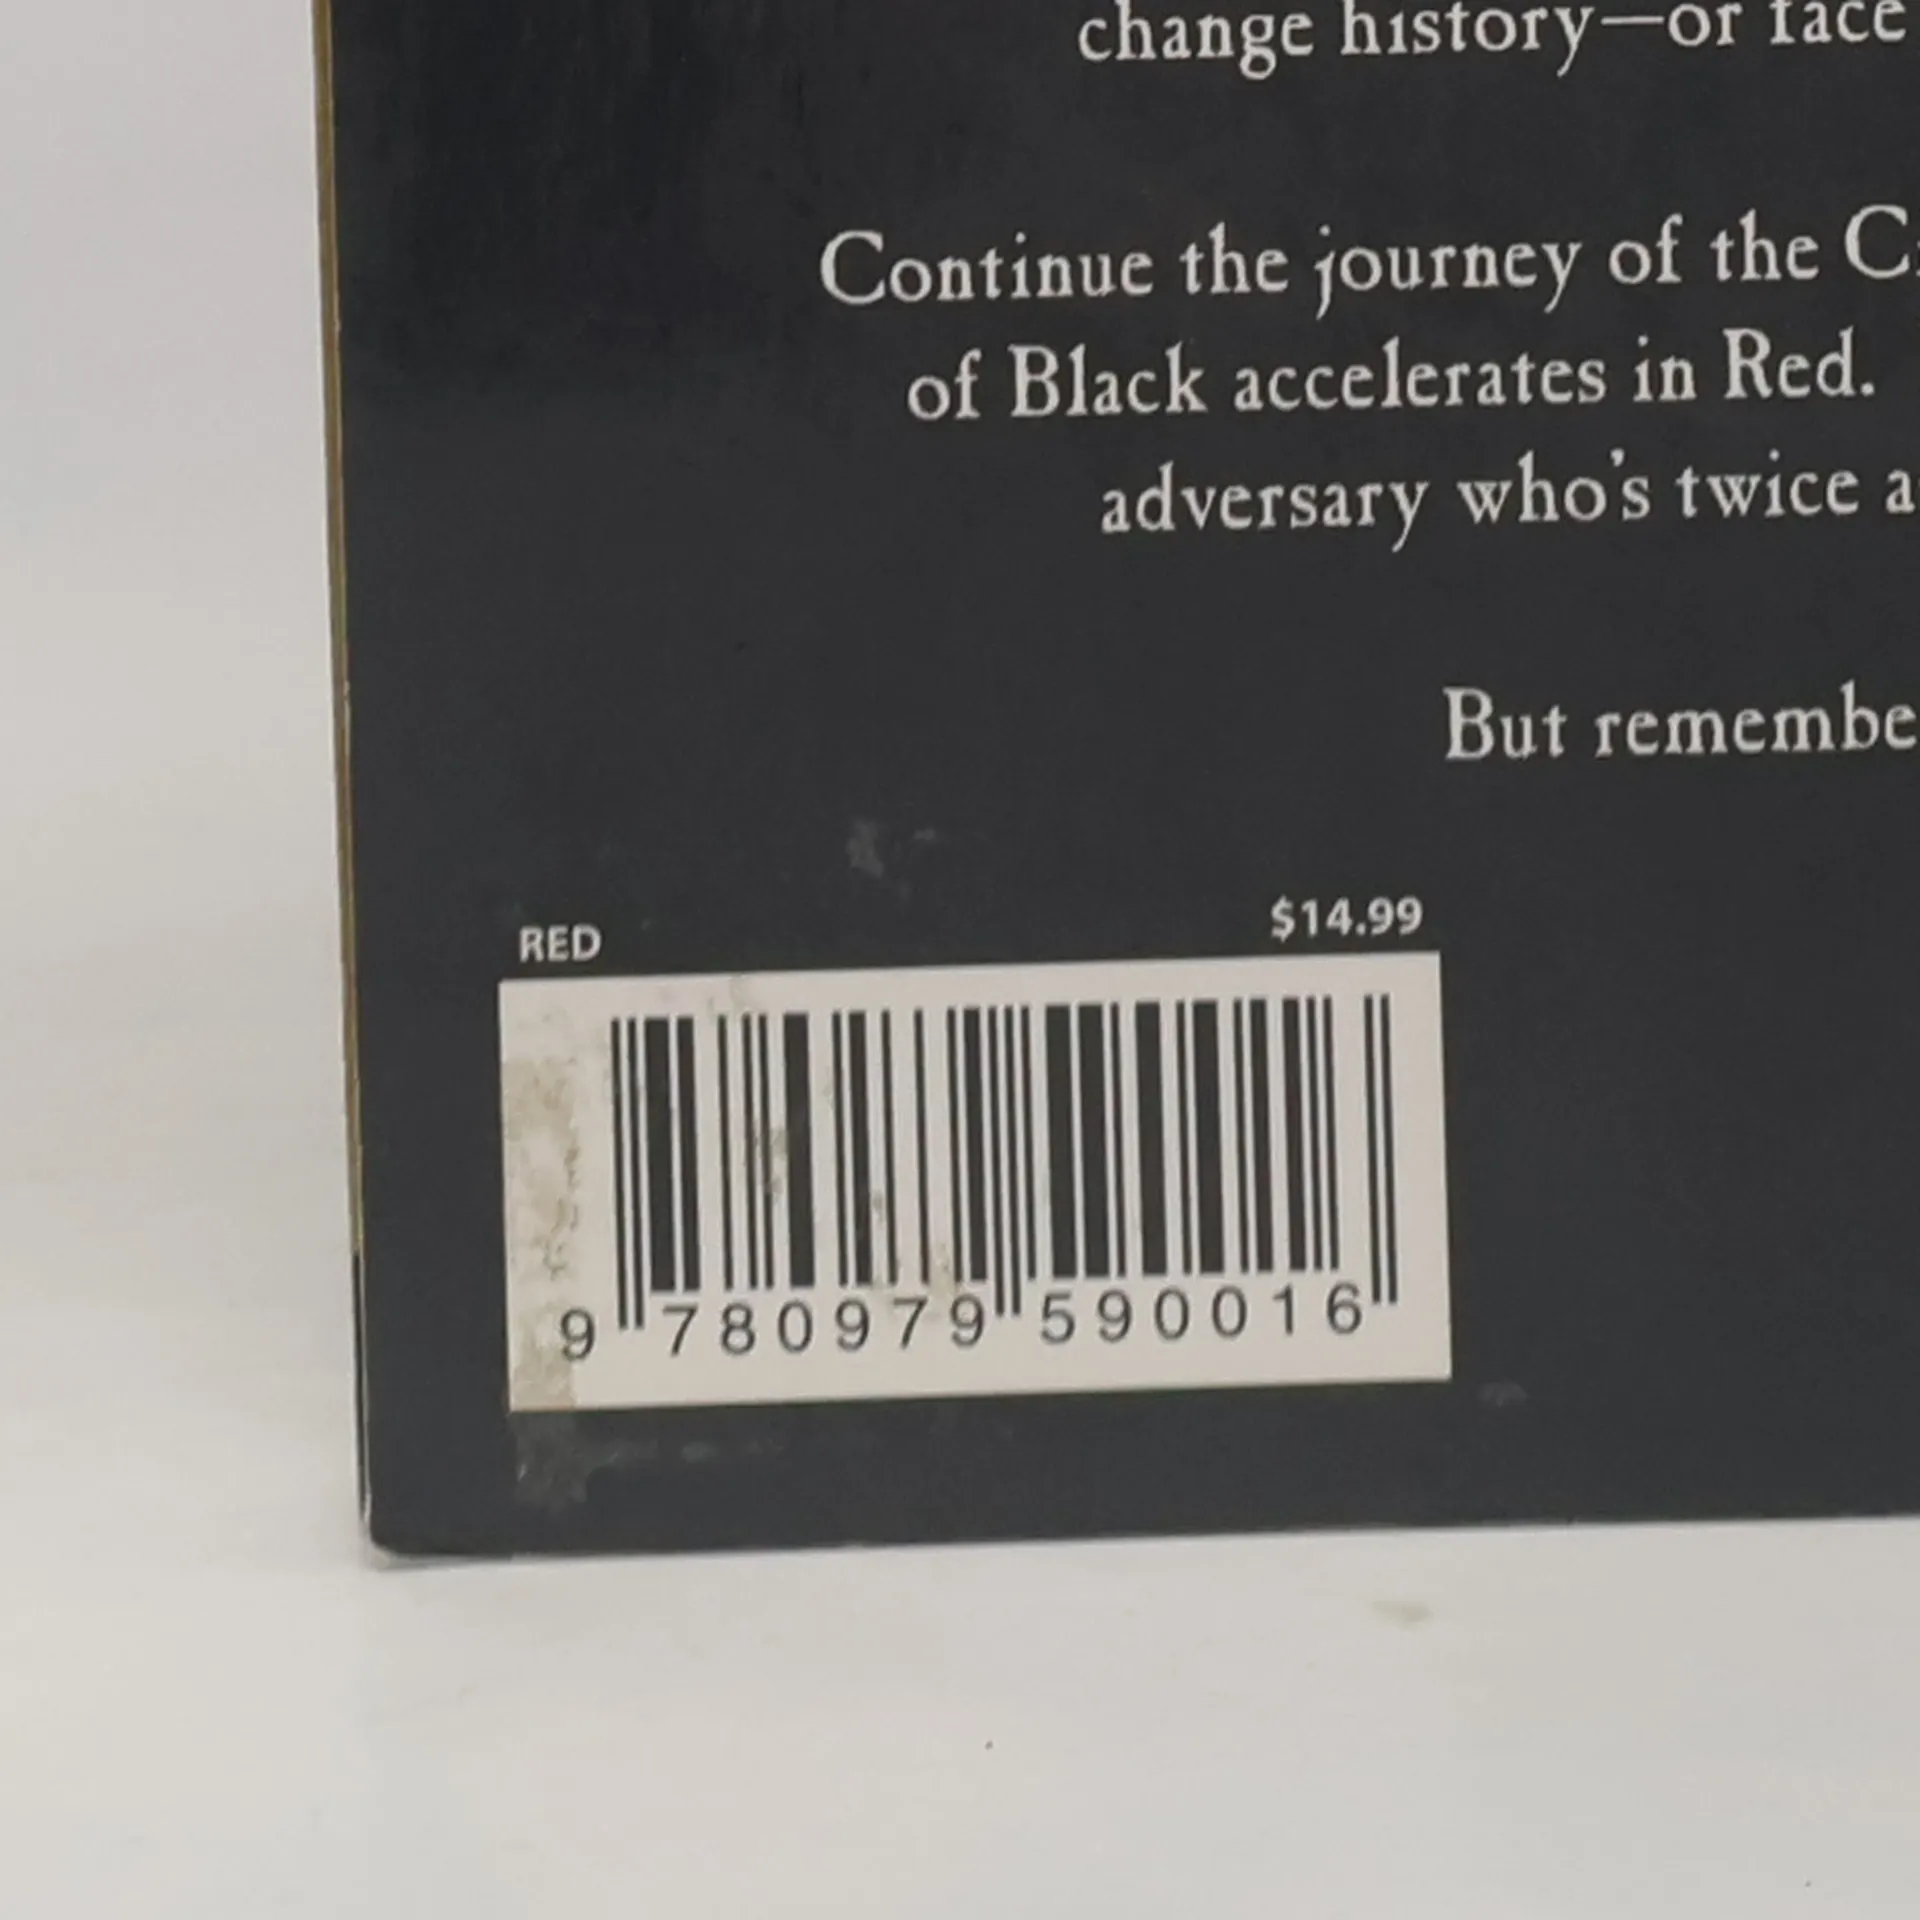 change history—or face
Continue the journey of the
of Black accelerates in Red.
adversary who's twice
But
RED
$14.99
9 780979 590016